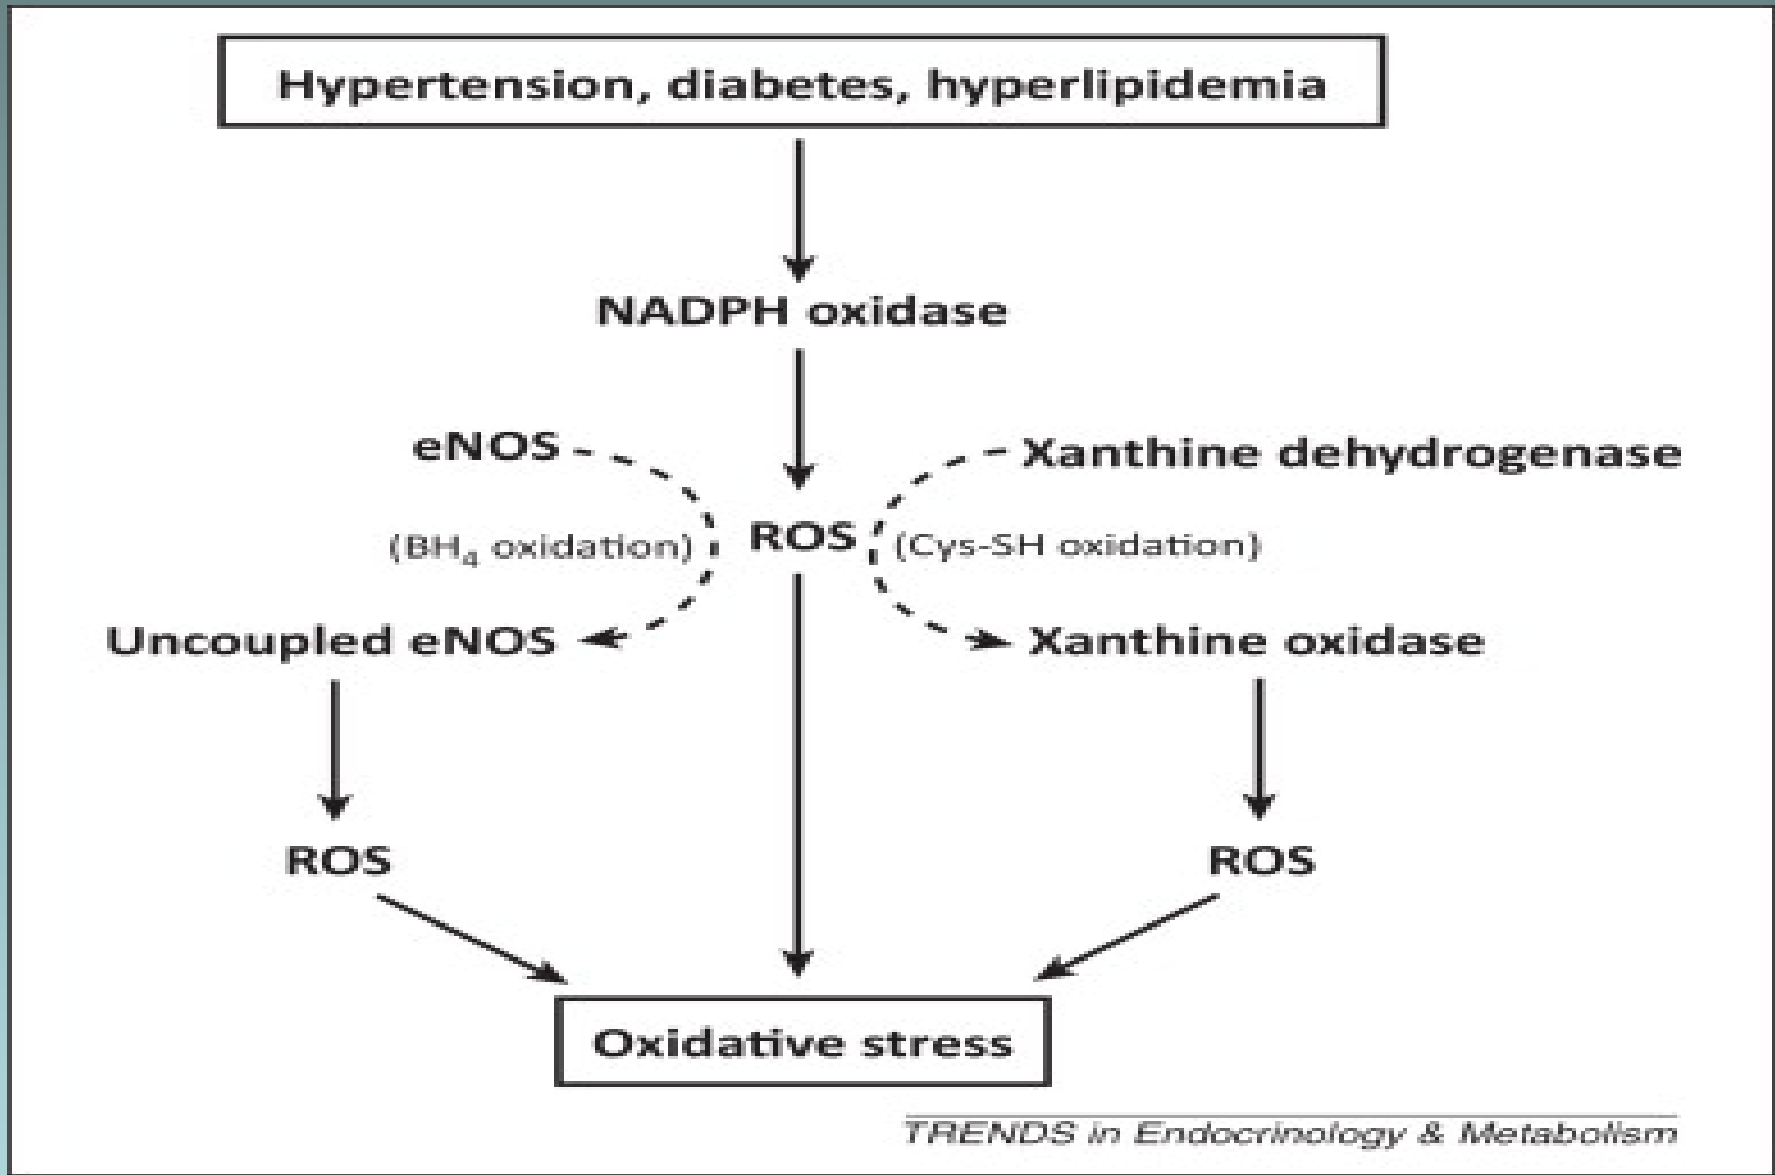 Hypertension, diabetes, hyperlipidemia
NADPH oxidase
eNOS
Xanthine dehydrogenase
(BH₄ oxidation)
ROS
(Cys-SH oxidation)
Uncoupled eNOS
Xanthine oxidase
ROS
ROS
Oxidative stress
TRENDS in Endocrinology & Metabolism